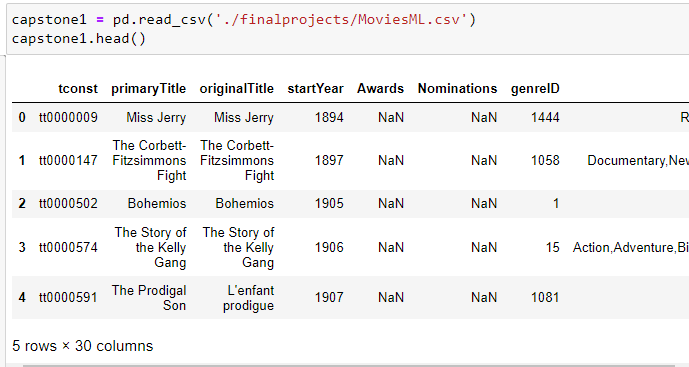 capstone1 = pd.read_csv('./finalprojects/MoviesML.csv')
capstone1.head()
tconst primaryTitle originalTitle startYear Awards Nominations genreID
0 tt0000009 Miss Jerry Miss Jerry 1894 NaN NaN 1444 R
The Corbett- The Corbett-
1 tt0000147 Fitzsimmons Fitzsimmons 1897 NaN NaN 1058 Documentary,New
Fight Fight
2 tt0000502 Bohemios Bohemios 1905 NaN NaN 1
The Story of The Story of
3 tt0000574 the Kelly the Kelly 1906 NaN NaN 15 Action,Adventure,Bi
Gang Gang
4 tt0000591 The Prodigal L'enfant 1907 NaN NaN 1081
Son prodigue
5 rows × 30 columns